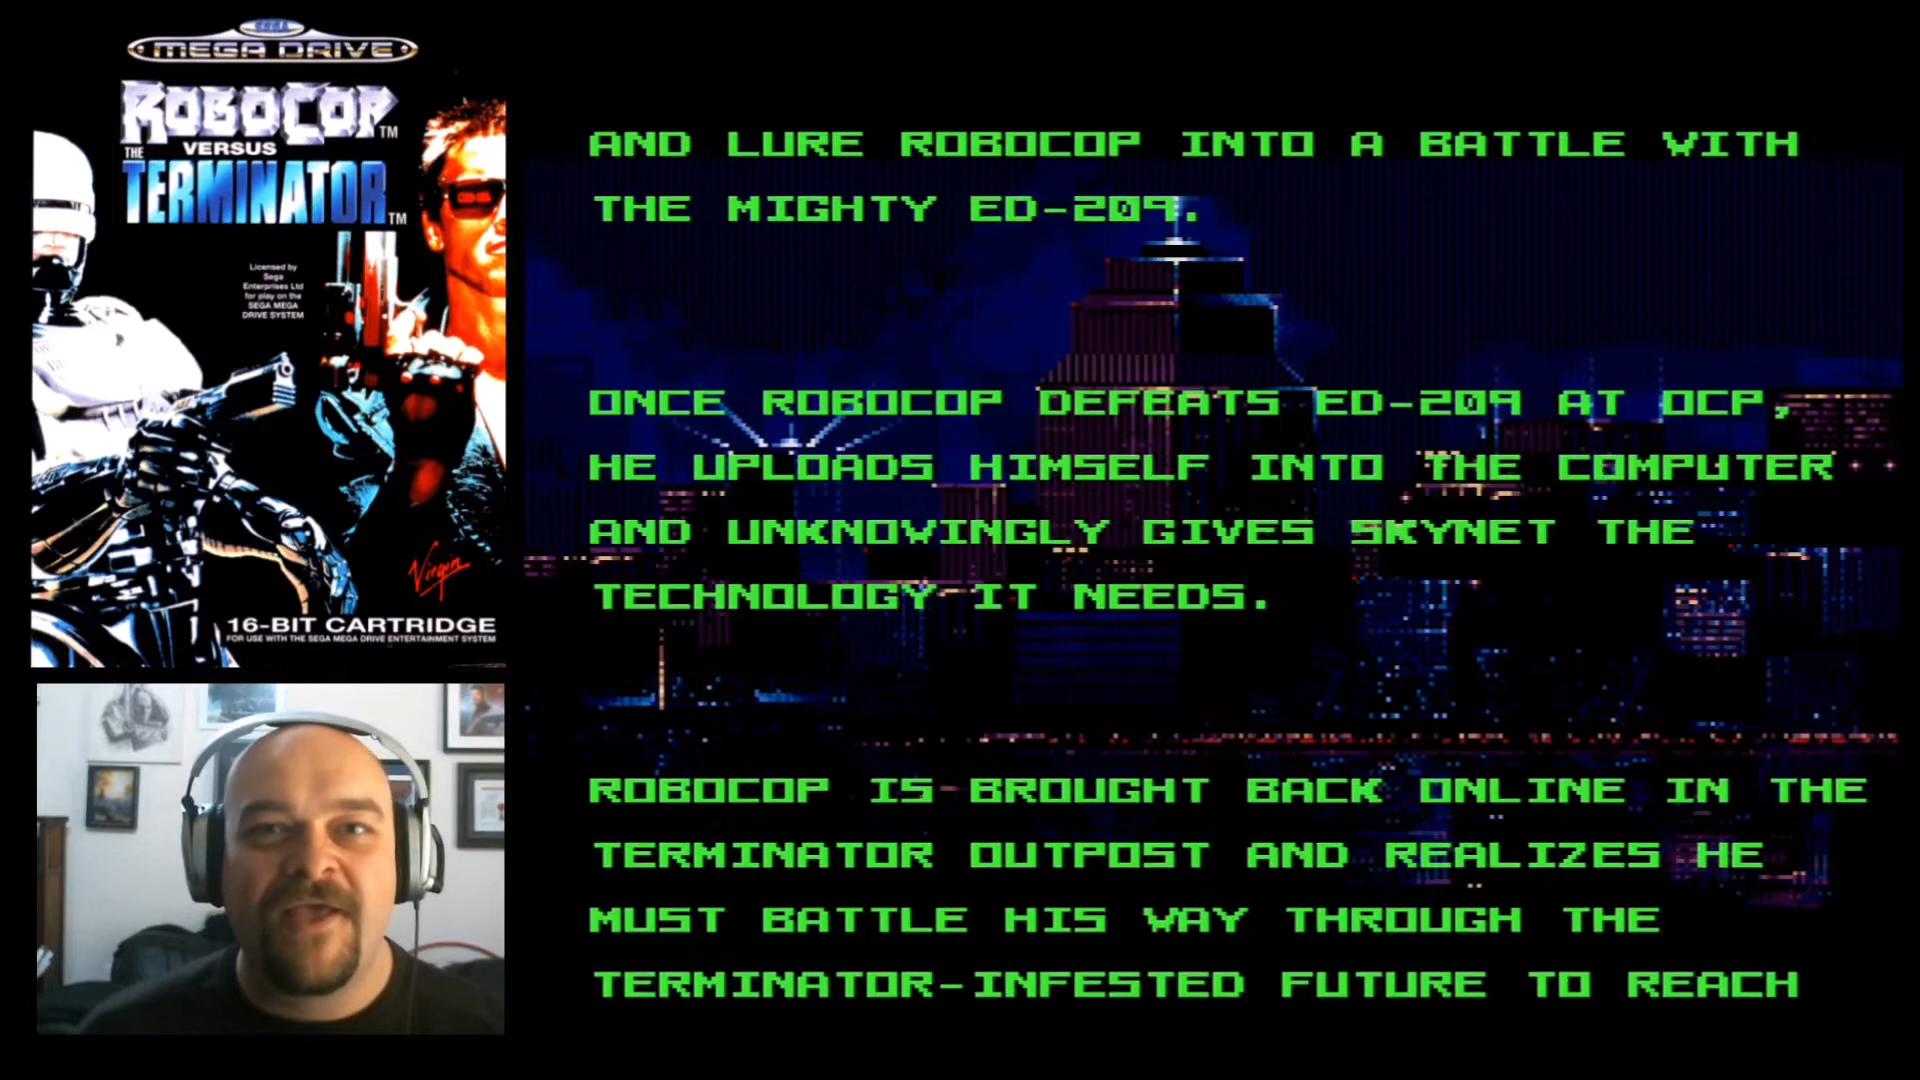 SEGA
MEGA DRIVE
ROBOCOP TM
VERSUS
THE
TERMINATOR TM
Licensed by
Sega
Enterprises Ltd
for play on the
SEGA MEGA
DRIVE SYSTEM
Virgin
16-BIT CARTRIDGE
FOR USE WITH THE SEGA MEGA DRIVE ENTERTAINMENT SYSTEM
AND LURE ROBOCOP INTO A BATTLE WITH
THE MIGHTY ED-209.
ONCE ROBOCOP DEFEATS ED-209 AT OCP,
HE UPLOADS HIMSELF INTO THE COMPUTER
AND UNKNOWINGLY GIVES SKYNET THE
TECHNOLOGY IT NEEDS.
ROBOCOP IS BROUGHT BACK ONLINE IN THE
TERMINATOR OUTPOST AND REALIZES HE
MUST BATTLE HIS WAY THROUGH THE
TERMINATOR-INFESTED FUTURE TO REACH